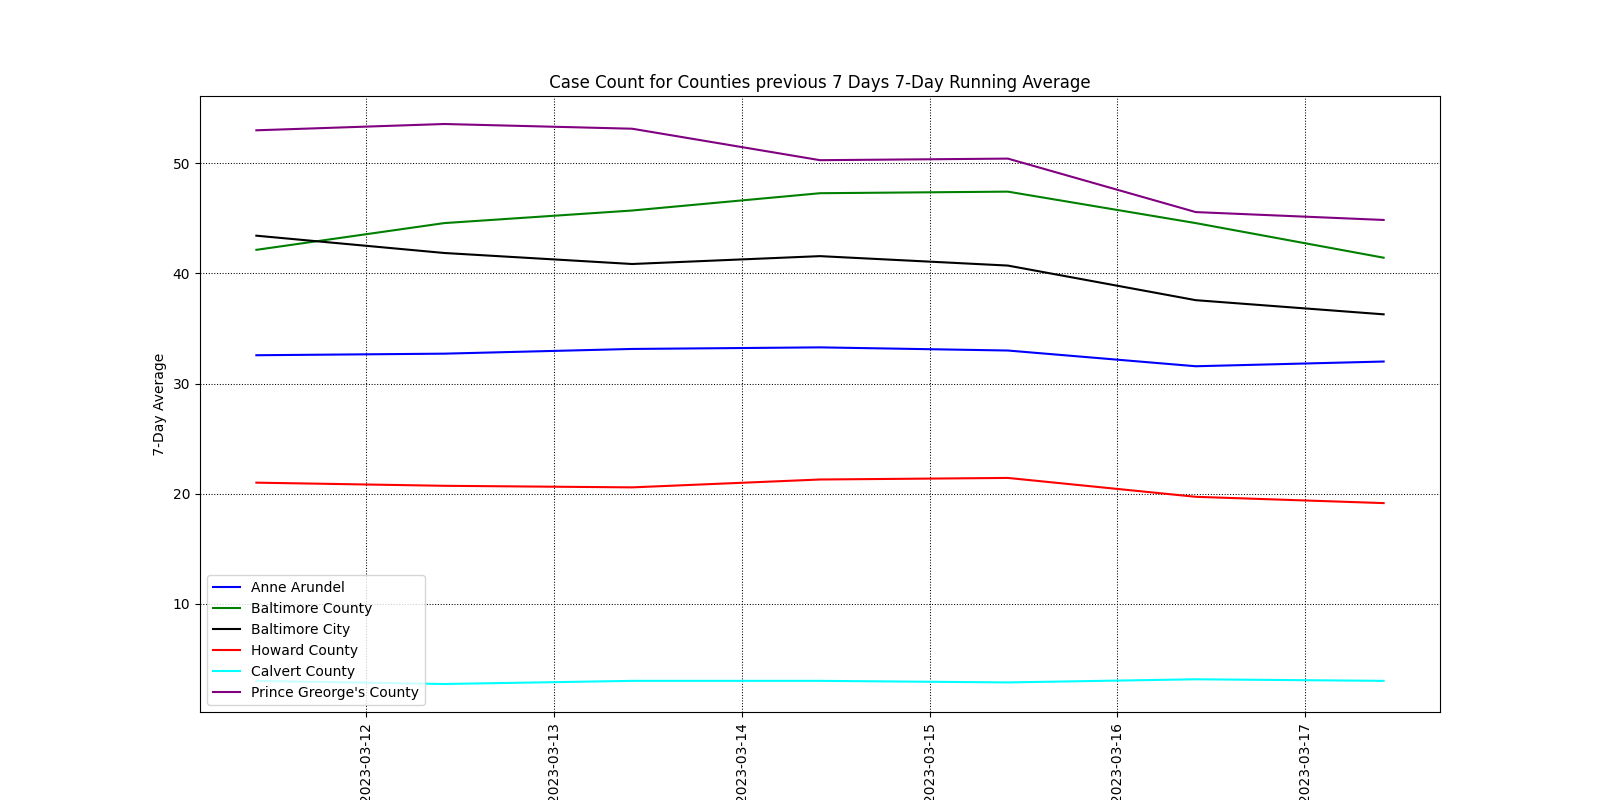 Case Count for Counties previous 7 Days 7-Day Running Average
7-Day Average
50
40
30
20
10
Anne Arundel
Baltimore County
Baltimore City
Howard County
Calvert County
Prince Greorge's County
2023-03-12
2023-03-13
2023-03-14
2023-03-15
2023-03-16
2023-03-17